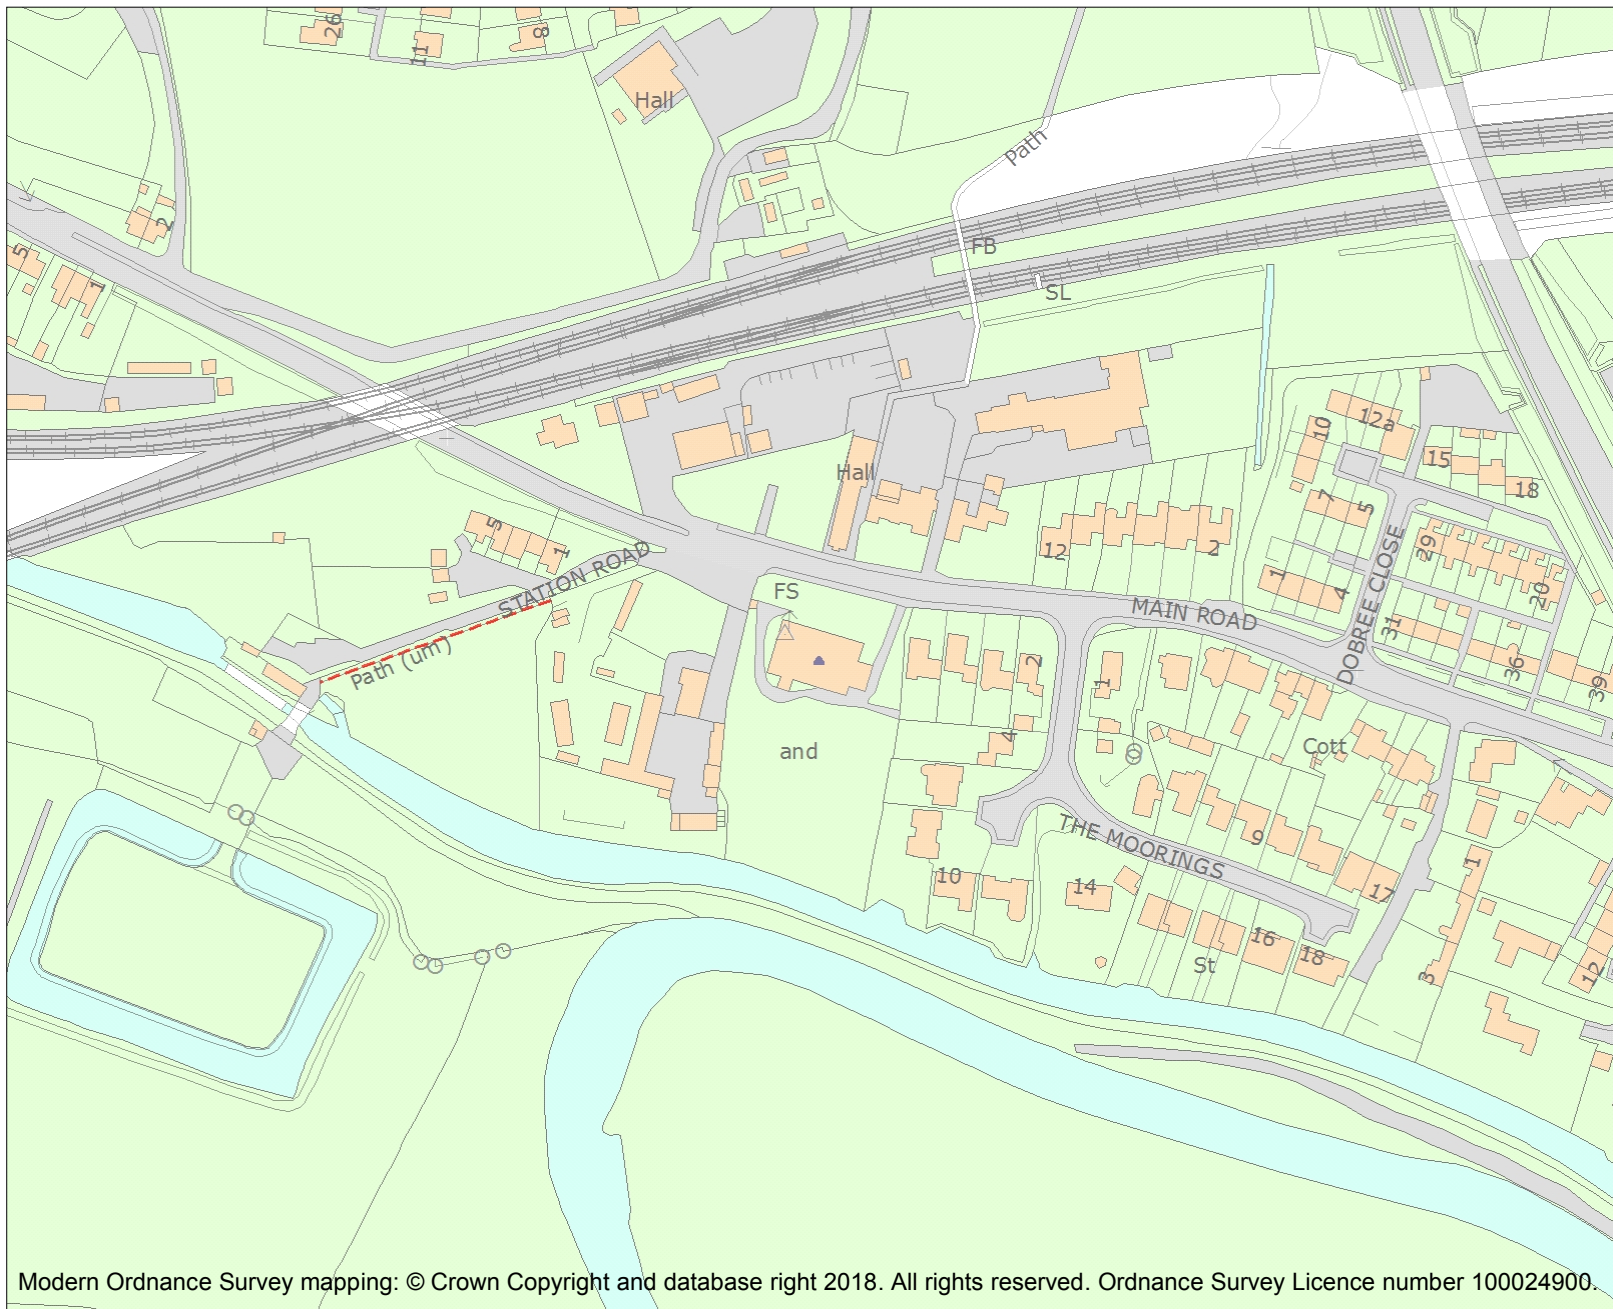 26
11
8
Hall
Path
2
5
1
FB
SL
12a
10
15
18
7
5
Hall
5
1
STATION ROAD
12
2
29
20
1
4
FS
MAIN ROAD
DOBREE CLOSE
31
36
39
Path (um)
2
1
4
and
Cott
THE MOORINGS
9
17
1
10
14
16
18
St
3
12
Modern Ordnance Survey mapping: © Crown Copyright and database right 2018. All rights reserved. Ordnance Survey Licence number 100024900.